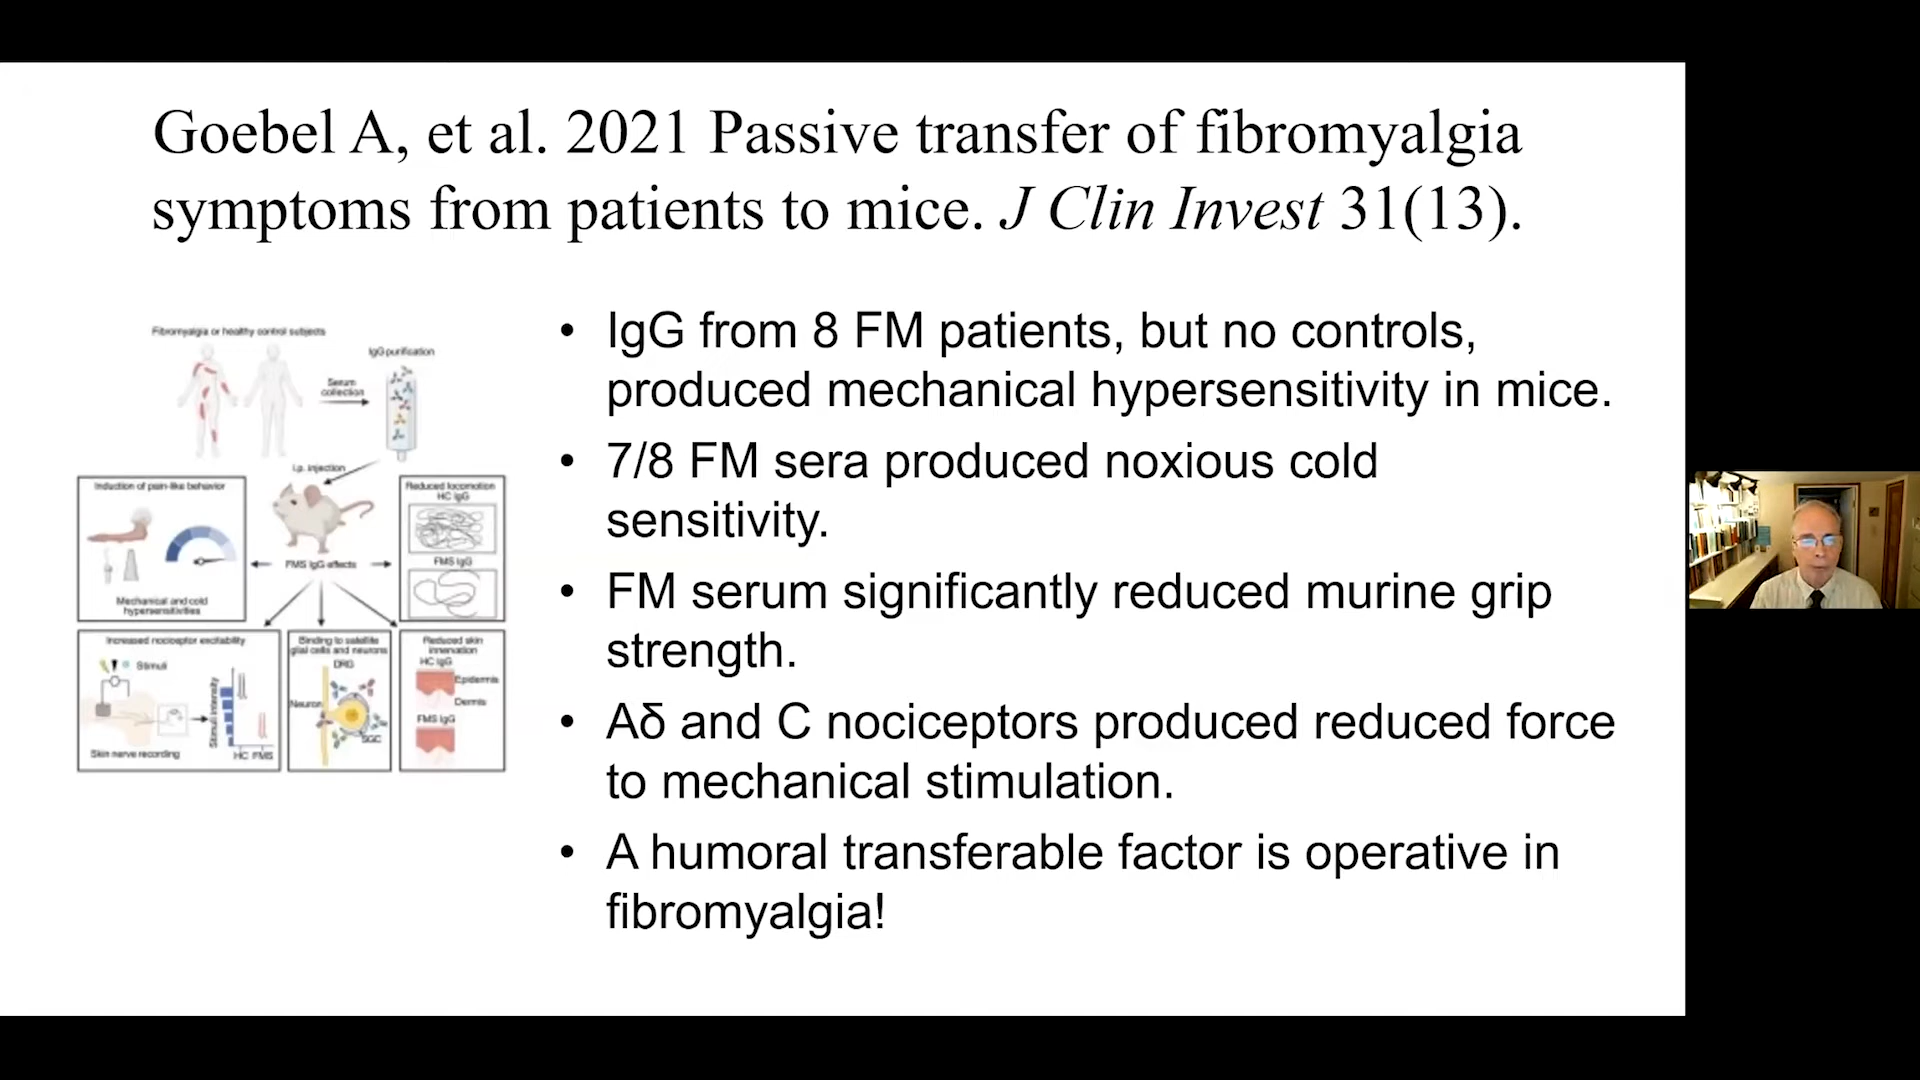 Goebel A, et al. 2021 Passive transfer of fibromyalgia
symptoms from patients to mice. J Clin Invest 31(13).
Fibromyalgia or healthy control subjects
IgG purification
Serum
collection
i.p. injection
Induction of pain-like behavior
Mechanical and cold
hypersensitivities
FMS IgG effects
Reduced locomotion
HC IgG
FMS IgG
Increased nociceptor excitability
Stimuli
Stimuli intensity
HC FMS
Skin nerve recording
Binding to satellite
glial cells and neurons
DRG
Neuron
SGC
Reduced skin
innervation
HC IgG
Epidermis
Dermis
FMS IgG
• IgG from 8 FM patients, but no controls,
produced mechanical hypersensitivity in mice.
• 7/8 FM sera produced noxious cold
sensitivity.
• FM serum significantly reduced murine grip
strength.
• Aδ and C nociceptors produced reduced force
to mechanical stimulation.
• A humoral transferable factor is operative in
fibromyalgia!